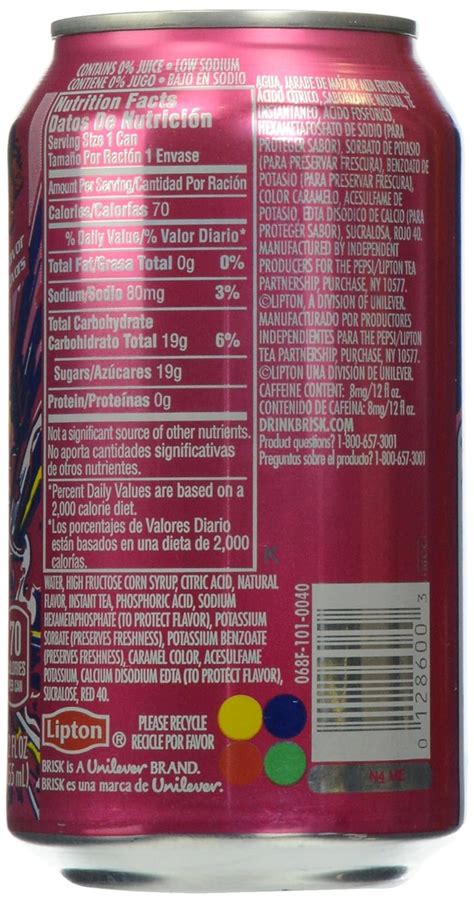 CONTAINS 0% JUICE • LOW SODIUM
CONTIENE 0% JUGO • BAJO EN SODIO
Nutrition Facts
Datos De Nutrición
Serving Size 1 Can
Tamaño Por Ración 1 Envase
Amount Per Serving/Cantidad Por Ración
Calories/Calorías 70
% Daily Value/% Valor Diario*
Total Fat/Grasa Total 0g 0%
Sodium/Sodio 80mg 3%
Total Carbohydrate
Carbohidrato Total 19g 6%
Sugars/Azúcares 19g
Protein/Proteínas 0g
Not a significant source of other nutrients.
No aporta cantidades significativas
de otros nutrientes.
*Percent Daily Values are based on a
2,000 calorie diet.
*Los porcentajes de Valores Diario
están basados en una dieta de 2,000
calorías.
WATER, HIGH FRUCTOSE CORN SYRUP, CITRIC ACID, NATURAL
FLAVOR, INSTANT TEA, PHOSPHORIC ACID, SODIUM
HEXAMETAPHOSPHATE (TO PROTECT FLAVOR), POTASSIUM
SORBATE (PRESERVES FRESHNESS), POTASSIUM BENZOATE
(PRESERVES FRESHNESS), CARAMEL COLOR, ACESULFAME
POTASSIUM, CALCIUM DISODIUM EDTA (TO PROTECT FLAVOR),
SUCRALOSE, RED 40.
Lipton ®
PLEASE RECYCLE
RECICLE POR FAVOR
BRISK IS A Unilever BRAND.
BRISK es una marca de Unilever.
AGUA, JARABE DE MAÍZ DE ALTA FRUCTOSA,
ÁCIDO CÍTRICO, SABORIZANTE NATURAL, TÉ
INSTANTÁNEO, ÁCIDO FOSFÓRICO,
HEXAMETAFOSFATO DE SODIO (PARA
PROTEGER SABOR), SORBATO DE POTASIO
(PARA PRESERVAR FRESCURA), BENZOATO DE
POTASIO (PARA PRESERVAR FRESCURA),
COLOR CARAMELO, ACESULFAME DE
POTASIO, EDTA DISÓDICO DE CALCIO (PARA
PROTEGER SABOR), SUCRALOSA, ROJO 40.
MANUFACTURED BY INDEPENDENT
PRODUCERS FOR THE PEPSI/LIPTON TEA
PARTNERSHIP, PURCHASE, NY 10577.
©LIPTON, A DIVISION OF UNILEVER.
MANUFACTURADO POR PRODUCTORES
INDEPENDIENTES PARA THE PEPSI/LIPTON
TEA PARTNERSHIP, PURCHASE, NY 10577.
©LIPTON UNA DIVISIÓN DE UNILEVER.
CAFFEINE CONTENT: 8mg/12 fl oz.
CONTENIDO DE CAFEÍNA: 8mg/12 fl oz.
DRINKBRISK.COM
Product questions? 1-800-657-3001
Preguntas sobre el producto? 1-800-657-3001
K
068F-101-0040
0 128600 3
N4 ME
70